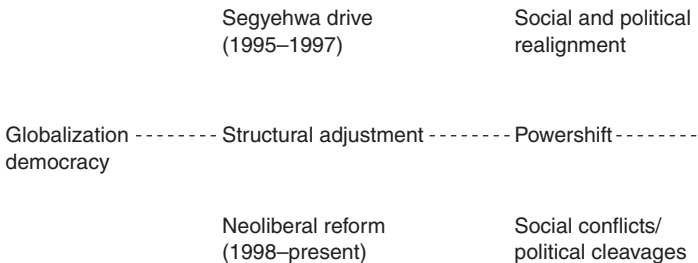 Segyehwa drive
(1995–1997)
Social and political
realignment
Globalization
democracy
Structural adjustment
Powershift
Neoliberal reform
(1998–present)
Social conflicts/
political cleavages